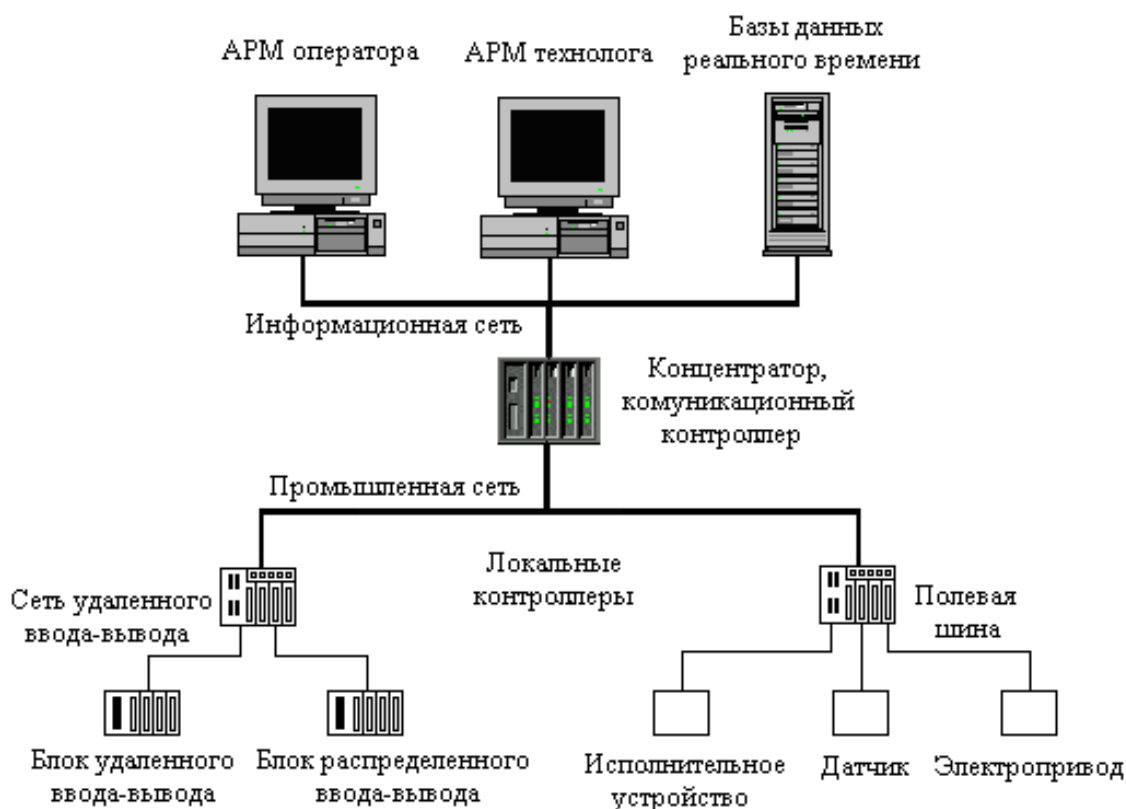 АРМ оператора
АРМ технолога
Базы данных
реального времени
Информационная сеть
Концентратор,
комуникационный
контроллер
Промышленная сеть
Локальные
контроллеры
Сеть удаленного
ввода-вывода
Полевая
шина
Блок удаленного
ввода-вывода
Блок распределенного
ввода-вывода
Исполнительное
устройство
Датчик
Электропривод